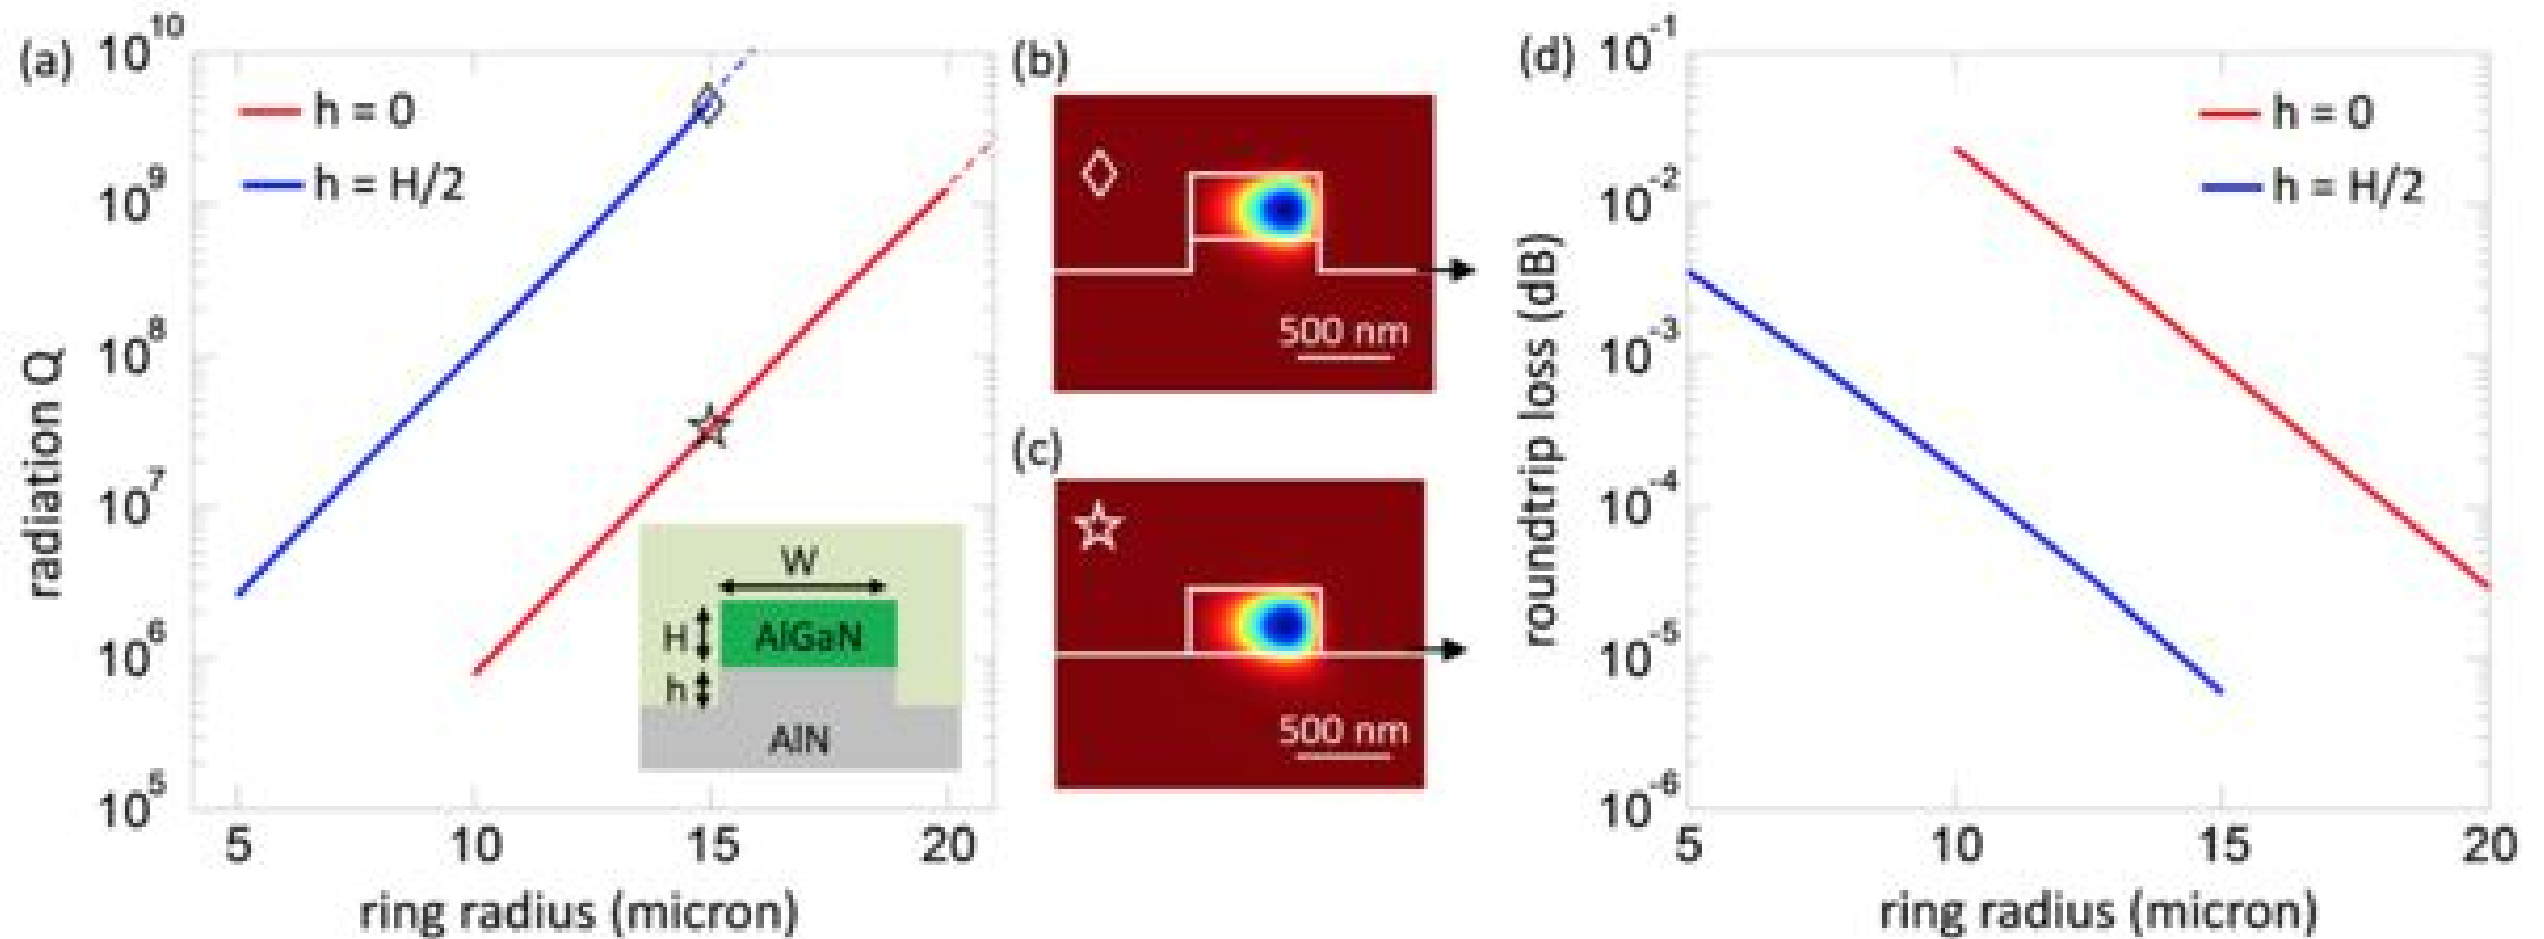 (a)
radiation Q
10^10
10^9
10^8
10^7
10^6
10^5
h = 0
h = H/2
W
H
AlGaN
h
AlN
5 10 15 20
ring radius (micron)
(b)
500 nm
(c)
500 nm
(d)
roundtrip loss (dB)
10^-1
10^-2
10^-3
10^-4
10^-5
10^-6
h = 0
h = H/2
5 10 15 20
ring radius (micron)